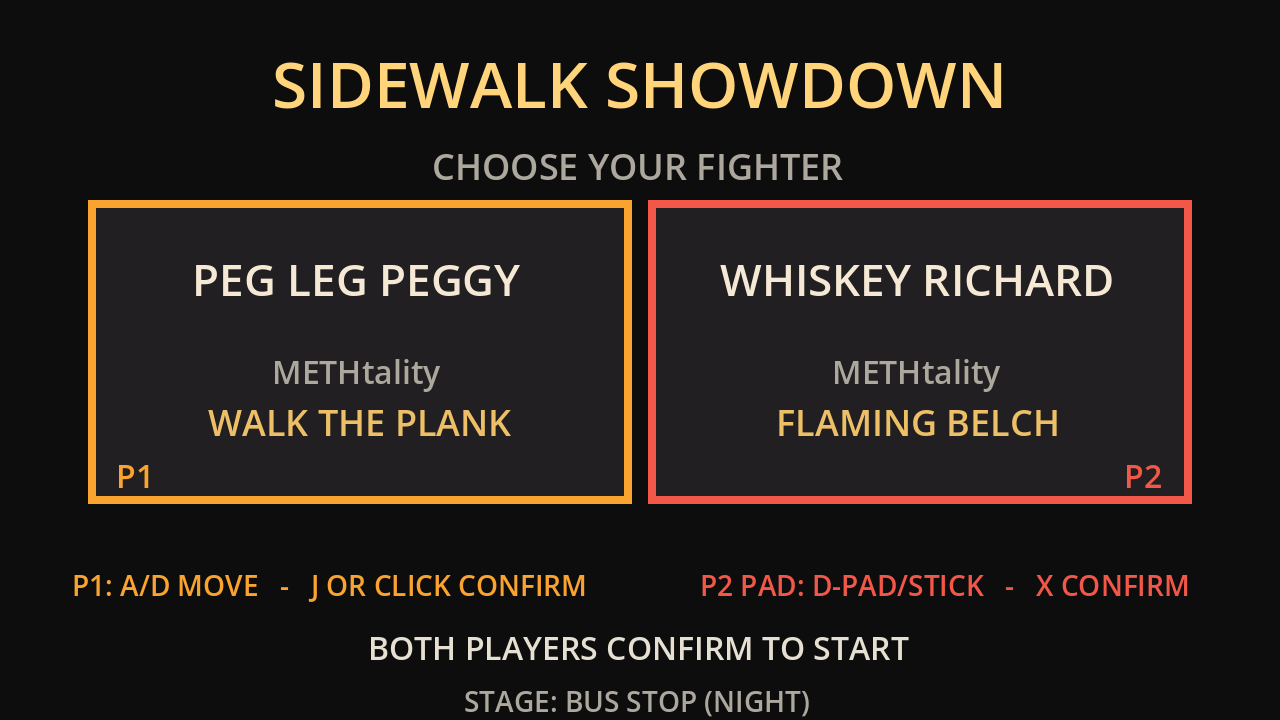 SIDEWALK SHOWDOWN
CHOOSE YOUR FIGHTER
PEG LEG PEGGY
METHtality
WALK THE PLANK
P1
WHISKEY RICHARD
METHtality
FLAMING BELCH
P2
P1: A/D MOVE - J OR CLICK CONFIRM
P2 PAD: D-PAD/STICK - X CONFIRM
BOTH PLAYERS CONFIRM TO START
STAGE: BUS STOP (NIGHT)